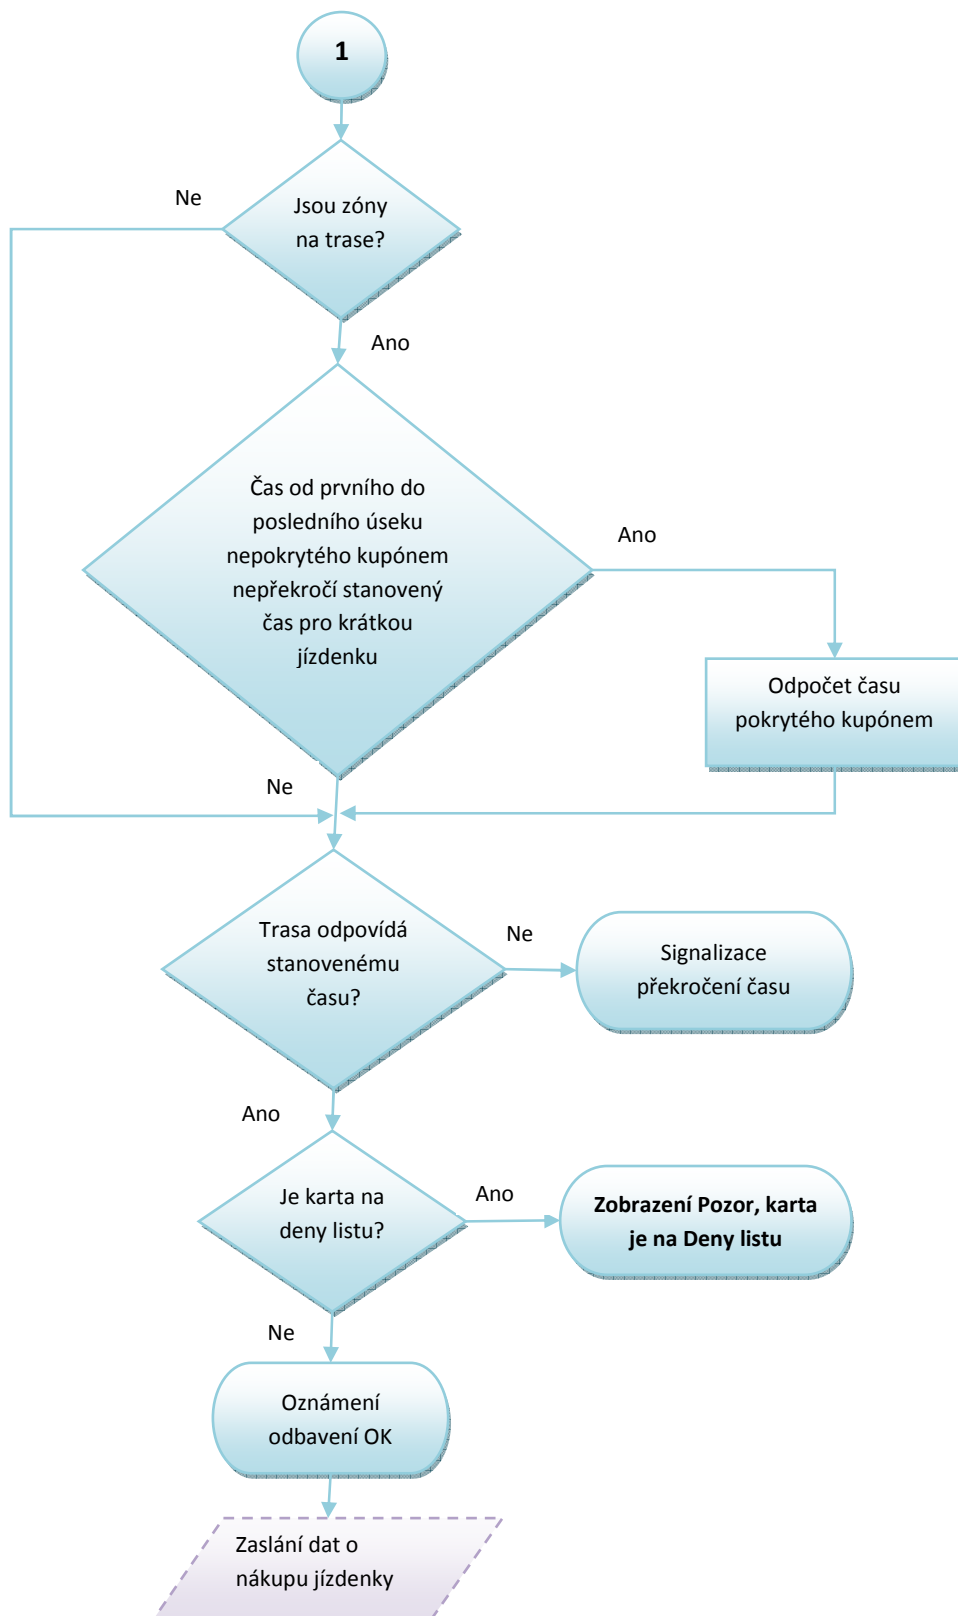 1
Ne
Jsou zóny
na trase?
Ano
Čas od prvního do
posledního úseku
nepokrytého kupónem
nepřekročí stanovený
čas pro krátkou
jízdenku
Ano
Odpočet času
pokrytého kupónem
Ne
Trasa odpovídá
stanovenému
času?
Ne
Signalizace
překročení času
Ano
Je karta na
deny listu?
Ano
Zobrazení Pozor, karta
je na Deny listu
Ne
Oznámení
odbavení OK
Zaslání dat o
nákupu jízdenky